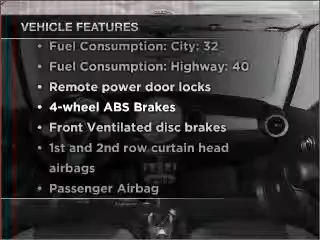 VEHICLE FEATURES
• Fuel Consumption: City: 32
• Fuel Consumption: Highway: 40
• Remote power door locks
• 4-wheel ABS Brakes
• Front Ventilated disc brakes
• 1st and 2nd row curtain head
airbags
• Passenger Airbag